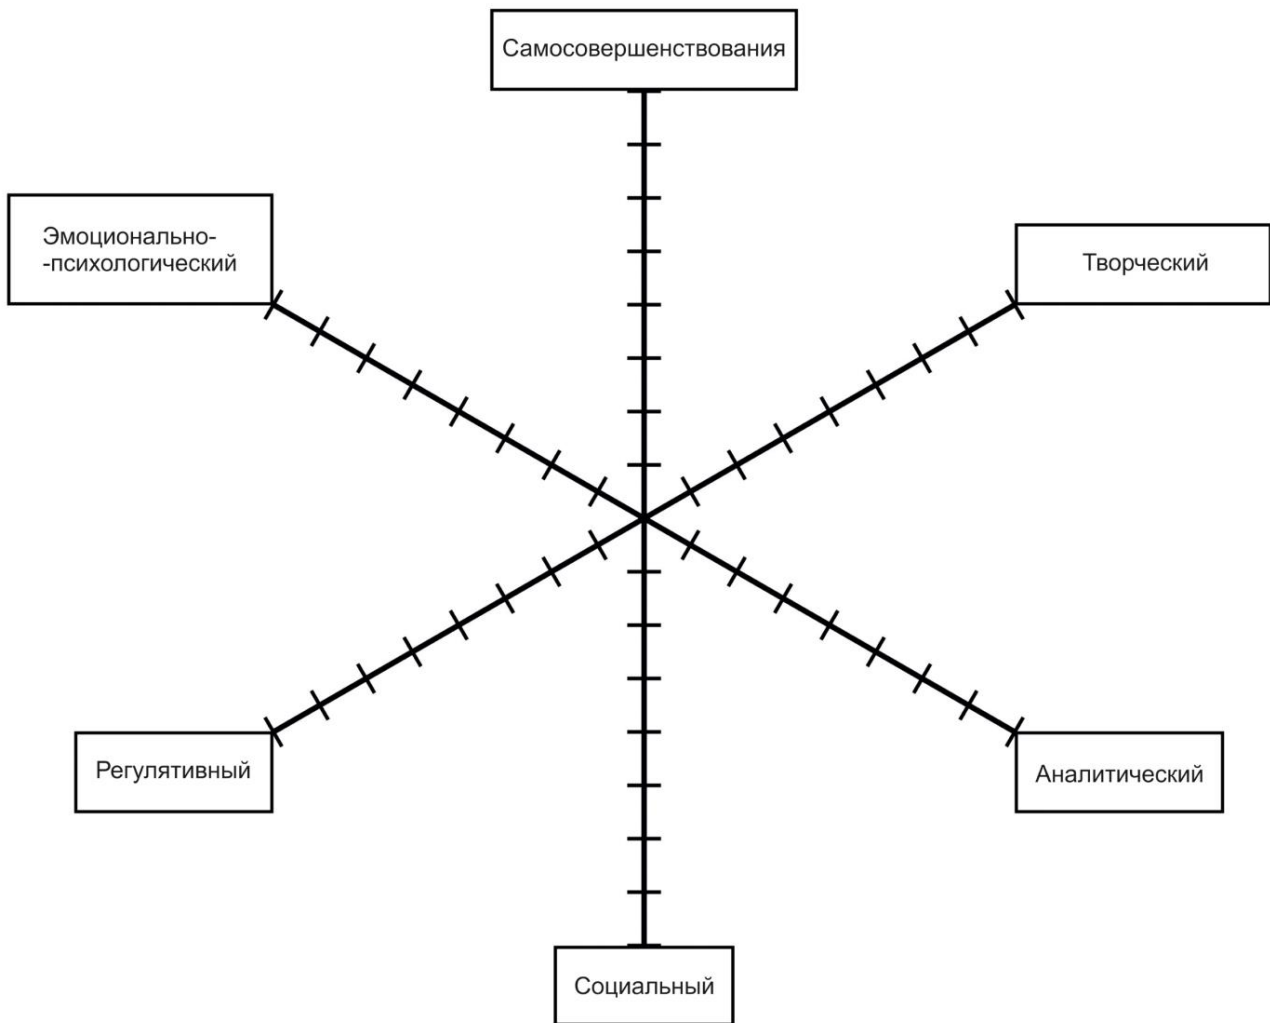 Самосовершенствования
Эмоционально-
-психологический
Творческий
Регулятивный
Аналитический
Социальный